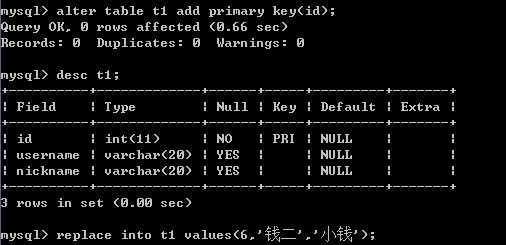 mysql> alter table t1 add primary key(id);
Query OK, 0 rows affected (0.66 sec)
Records: 0  Duplicates: 0  Warnings: 0

mysql> desc t1;
+----------+-------------+------+-----+---------+-------+
| Field    | Type        | Null | Key | Default | Extra |
+----------+-------------+------+-----+---------+-------+
| id       | int(11)     | NO   | PRI | NULL    |       |
| username | varchar(20) | YES  |     | NULL    |       |
| nickname | varchar(20) | YES  |     | NULL    |       |
+----------+-------------+------+-----+---------+-------+
3 rows in set (0.00 sec)

mysql> replace into t1 values(6,'钱二','小钱');